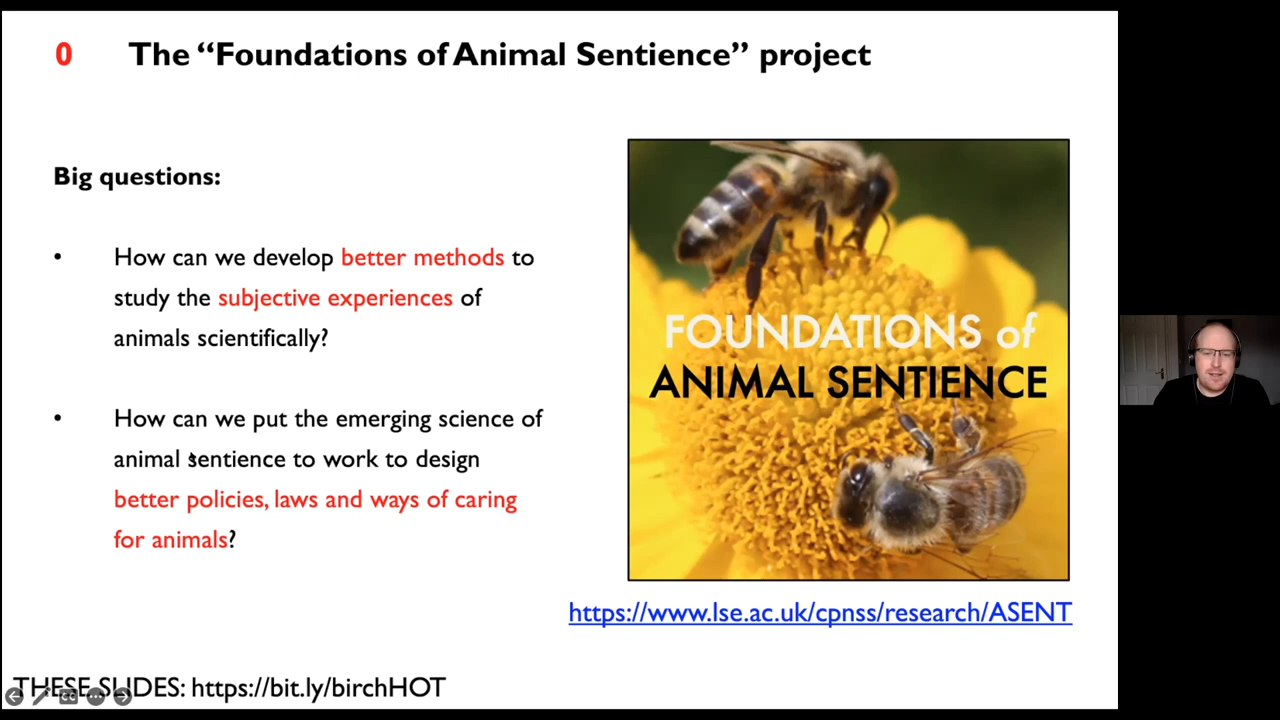 0 The “Foundations of Animal Sentience” project
Big questions:
• How can we develop better methods to
study the subjective experiences of
animals scientifically?
• How can we put the emerging science of
animal sentience to work to design
better policies, laws and ways of caring
for animals?
FOUNDATIONS of
ANIMAL SENTIENCE
https://www.lse.ac.uk/cpnss/research/ASENT
THESE SLIDES: https://bit.ly/birchHOT